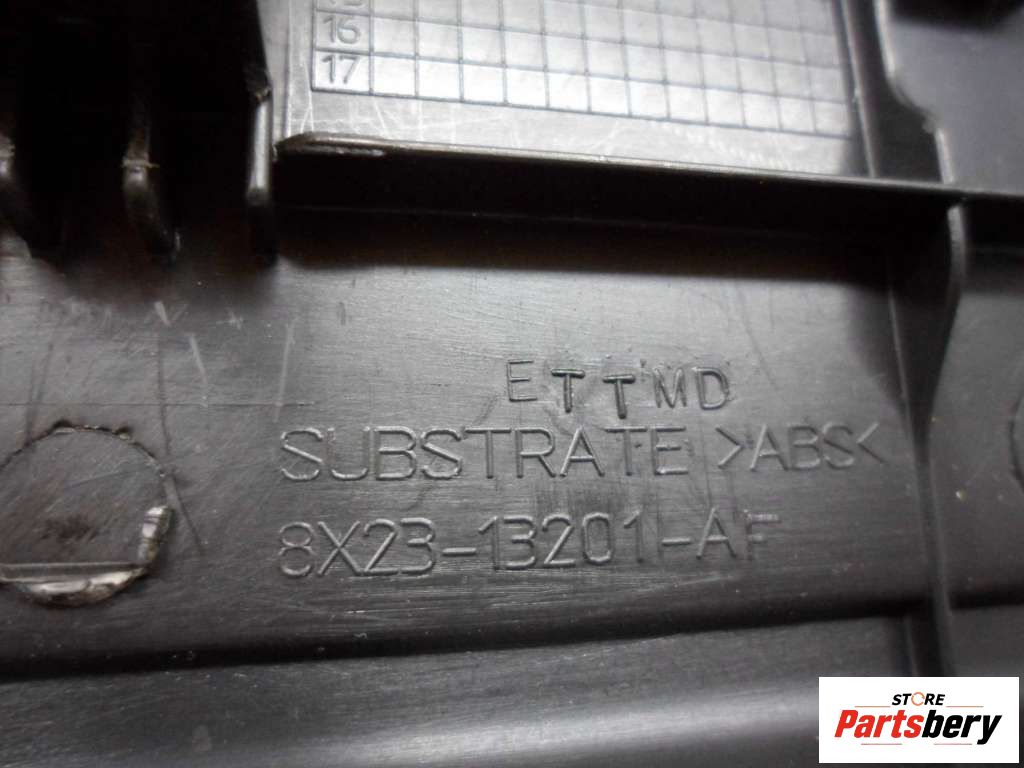 16
17
ETTMD
SUBSTRATE >ABS<
8X23-13201-AF
STORE
Partsbery